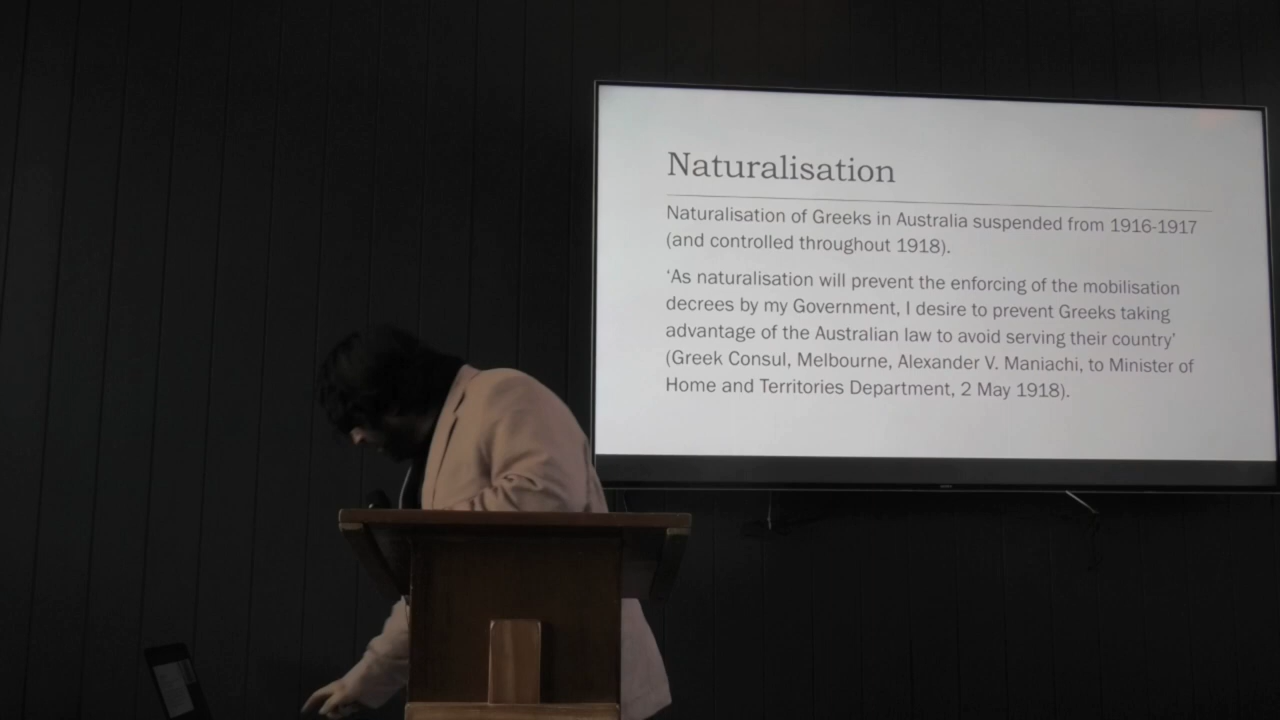 Naturalisation
Naturalisation of Greeks in Australia suspended from 1916-1917
(and controlled throughout 1918).
‘As naturalisation will prevent the enforcing of the mobilisation
decrees by my Government, I desire to prevent Greeks taking
advantage of the Australian law to avoid serving their country’
(Greek Consul, Melbourne, Alexander V. Maniachi, to Minister of
Home and Territories Department, 2 May 1918).